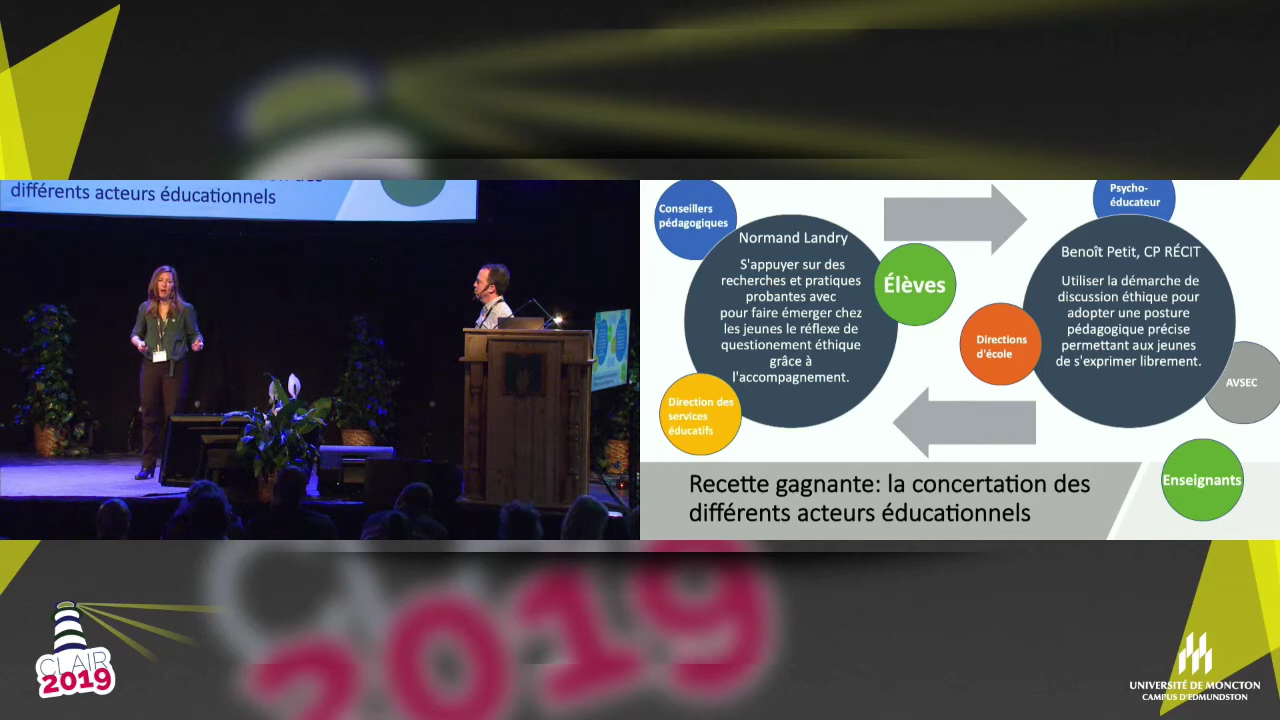 différents acteurs éducationnels
Conseillers
pédagogiques
Normand Landry
S'appuyer sur des
recherches et pratiques
probantes avec
pour faire émerger chez
les jeunes le réflexe de
questionement éthique
grâce à
l'accompagnement.
Élèves
Psycho-
éducateur
Benoît Petit, CP RÉCIT
Utiliser la démarche de
discussion éthique pour
adopter une posture
pédagogique précise
permettant aux jeunes
de s'exprimer librement.
Directions
d'école
AVSEC
Direction des
services
éducatifs
Enseignants
Recette gagnante: la concertation des
différents acteurs éducationnels
CLAIR
2019
2019
UNIVERSITÉ DE MONCTON
CAMPUS D'EDMUNDSTON